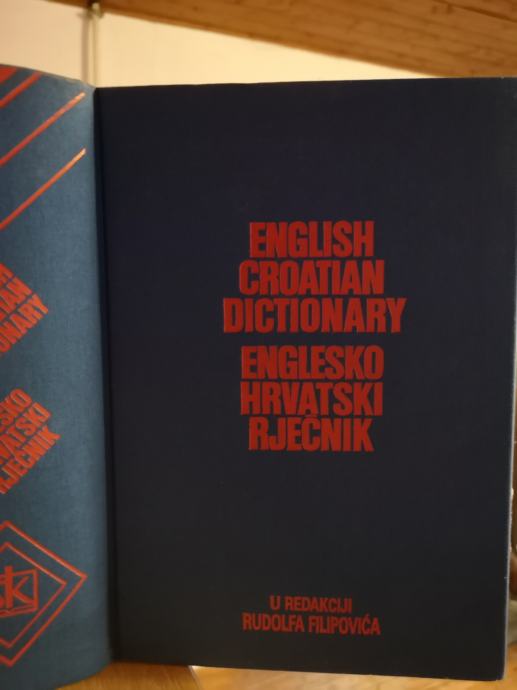 ENGLISH
CROATIAN
DICTIONARY
ENGLESKO
HRVATSKI
RJEČNIK
U REDAKCIJI
RUDOLFA FILIPOVIĆA